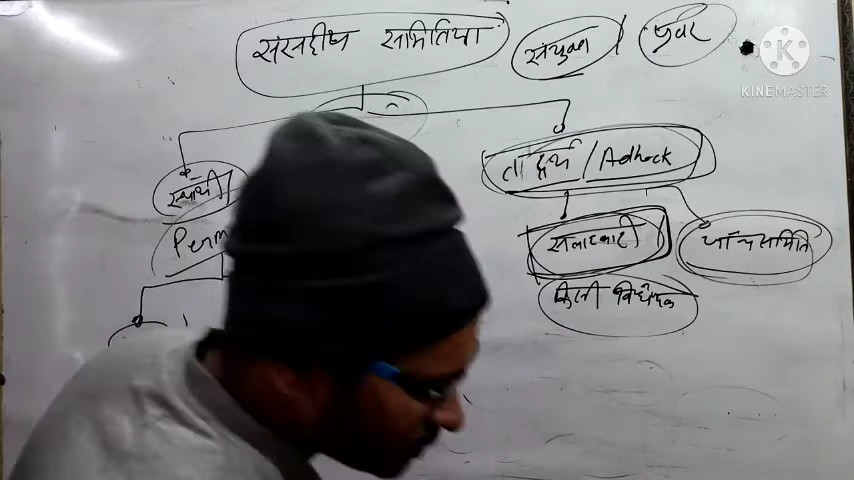 संसदीय समितिया
संयुक्त / प्रवर
KINEMASTER
तदर्थ / Adhock
स्थायी /
Perm
सलाहकारी
जाँच समिति
किसी विधेयक